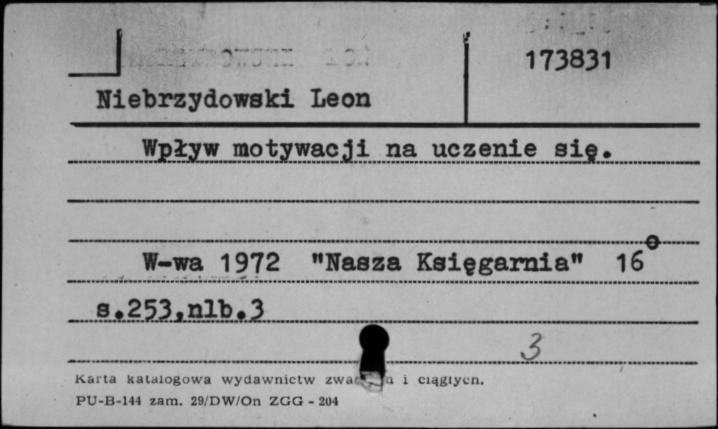 173831
Niebrzydowski Leon
Wpływ motywacji na uczenie się.
W-wa 1972 "Nasza Księgarnia" 16°
s.253,nlb.3
3
Karta katalogowa wydawnictw i ciągłych.
PU-B-144 zam. 29/DW/On ZGG - 204